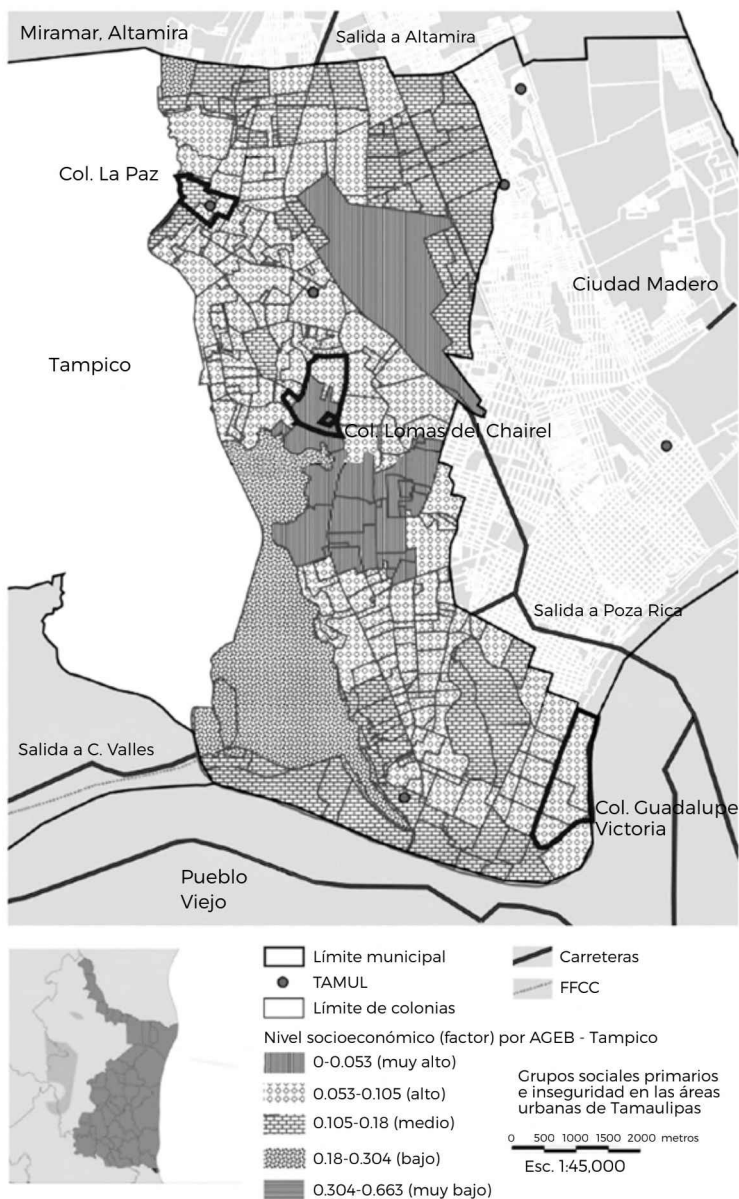 Miramar, Altamira
Salida a Altamira
Col. La Paz
Ciudad Madero
Tampico
Col. Lomas del Chairel
Salida a Poza Rica
Salida a C. Valles
Col. Guadalupe
Victoria
Pueblo
Viejo
Límite municipal
TAMUL
Límite de colonias
Carreteras
FFCC
Nivel socioeconómico (factor) por AGEB - Tampico
0-0.053 (muy alto)
0.053-0.105 (alto)
0.105-0.18 (medio)
0.18-0.304 (bajo)
0.304-0.663 (muy bajo)
Grupos sociales primarios
e inseguridad en las áreas
urbanas de Tamaulipas
0 500 1000 1500 2000 metros
Esc. 1:45,000